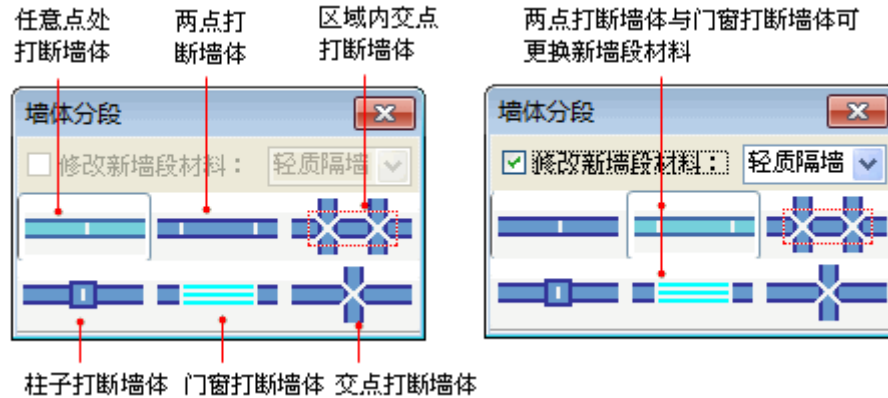 任意点处
打断墙体
两点打
断墙体
区域内交点
打断墙体
两点打断墙体与门窗打断墙体可
更换新墙段材料
墙体分段
修改新墙段材料：
轻质隔墙
墙体分段
修改新墙段材料：
轻质隔墙
柱子打断墙体
门窗打断墙体
交点打断墙体